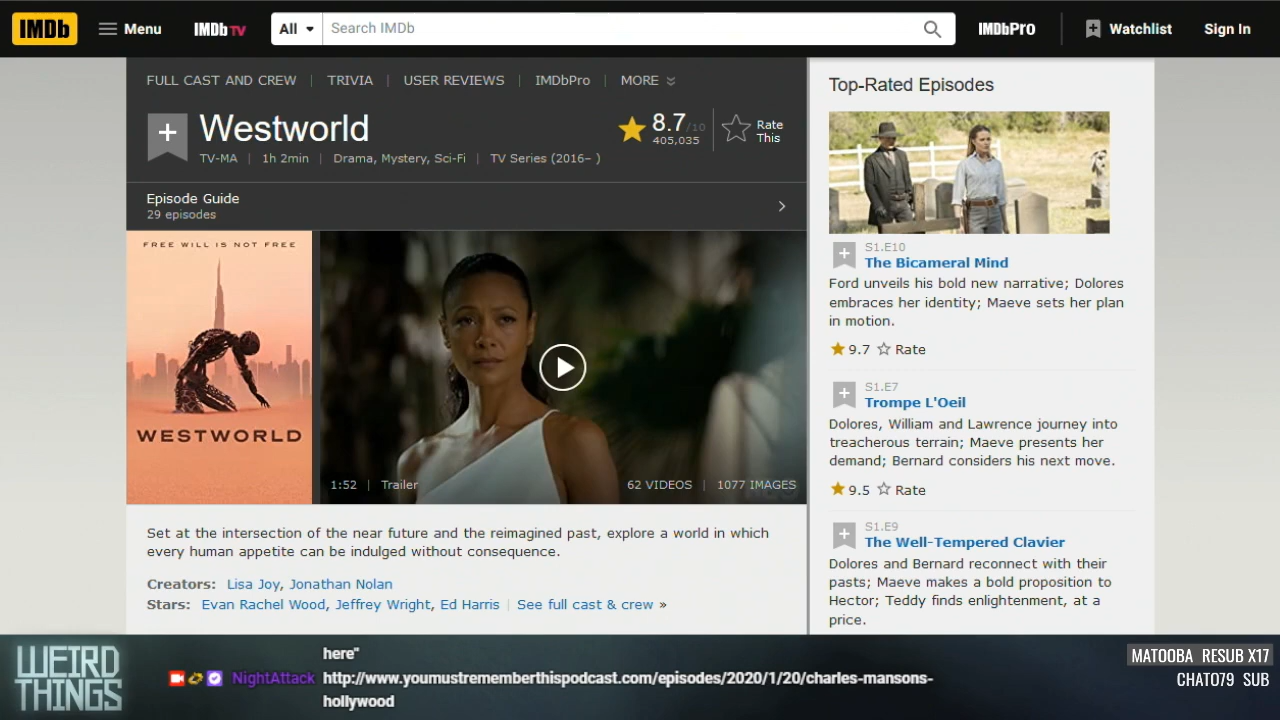 IMDb
Menu
IMDb TV
All
Search IMDb
IMDbPro
Watchlist
Sign In
FULL CAST AND CREW | TRIVIA | USER REVIEWS | IMDbPro | MORE
Westworld
8.7/10
405,035
Rate This
TV-MA | 1h 2min | Drama, Mystery, Sci-Fi | TV Series (2016– )
Episode Guide
29 episodes
FREE WILL IS NOT FREE
WESTWORLD
1:52 | Trailer
62 VIDEOS | 1077 IMAGES
Set at the intersection of the near future and the reimagined past, explore a world in which
every human appetite can be indulged without consequence.
Creators: Lisa Joy, Jonathan Nolan
Stars: Evan Rachel Wood, Jeffrey Wright, Ed Harris | See full cast & crew »
Top-Rated Episodes
S1.E10
The Bicameral Mind
Ford unveils his bold new narrative; Dolores
embraces her identity; Maeve sets her plan
in motion.
9.7 Rate
S1.E7
Trompe L'Oeil
Dolores, William and Lawrence journey into
treacherous terrain; Maeve presents her
demand; Bernard considers his next move.
9.5 Rate
S1.E9
The Well-Tempered Clavier
Dolores and Bernard reconnect with their
pasts; Maeve makes a bold proposition to
Hector; Teddy finds enlightenment, at a
price.
WEIRD
THINGS
here"
NightAttack http://www.youmustrememberthispodcast.com/episodes/2020/1/20/charles-mansons-
hollywood
MATOOBA RESUB X17
CHATO79 SUB